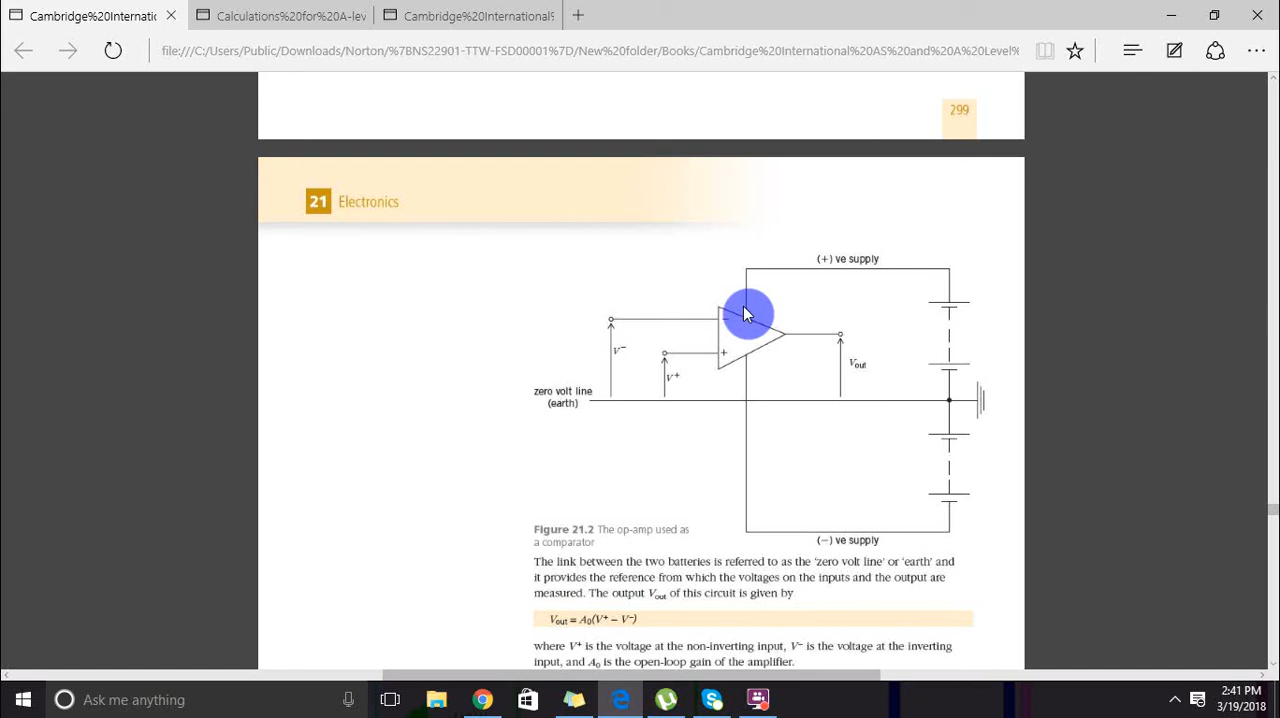 Cambridge%20Internatic
Calculations%20for%20A-lev
Cambridge%20International%
file:///C:/Users/Public/Downloads/Norton/%7BNS22901-TTW-FSD00001%7D/New%20folder/Books/Cambridge%20International%20AS%20and%20A%20Level%
299
21 Electronics
(+) ve supply
−
V−
+
V+
Vout
zero volt line
(earth)
Figure 21.2 The op-amp used as
a comparator
(−) ve supply
The link between the two batteries is referred to as the ‘zero volt line’ or ‘earth’ and
it provides the reference from which the voltages on the inputs and the output are
measured. The output Vout of this circuit is given by
Vout = A0(V+ − V−)
where V+ is the voltage at the non-inverting input, V− is the voltage at the inverting
input, and A0 is the open-loop gain of the amplifier.
Ask me anything
2:41 PM
3/19/2018